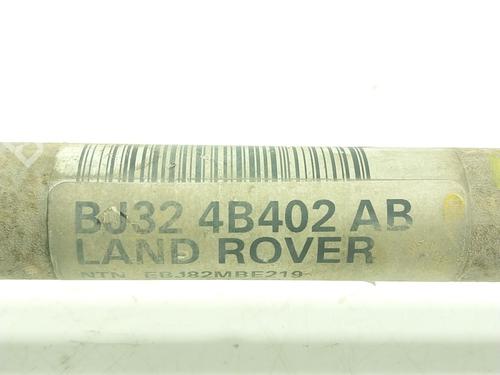 BJ32 4B402 AB
LAND ROVER
NTN EBJ82MBE219